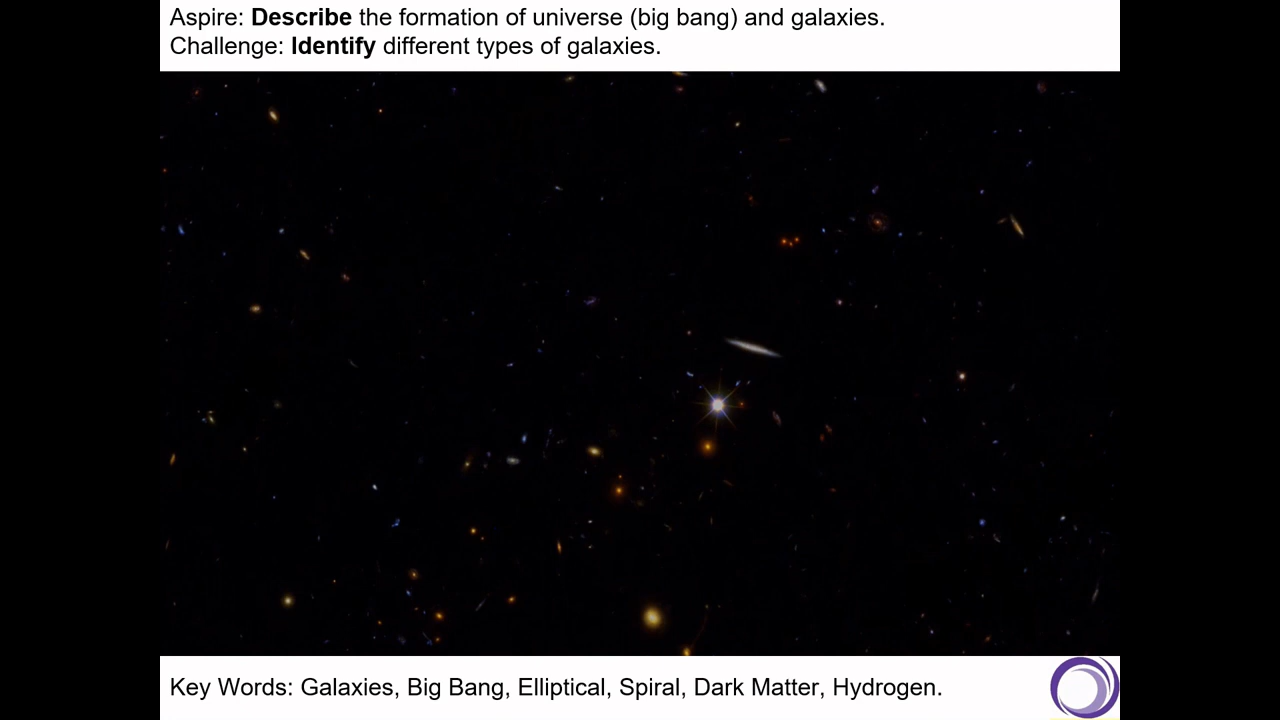 Aspire: Describe the formation of universe (big bang) and galaxies.
Challenge: Identify different types of galaxies.
Key Words: Galaxies, Big Bang, Elliptical, Spiral, Dark Matter, Hydrogen.